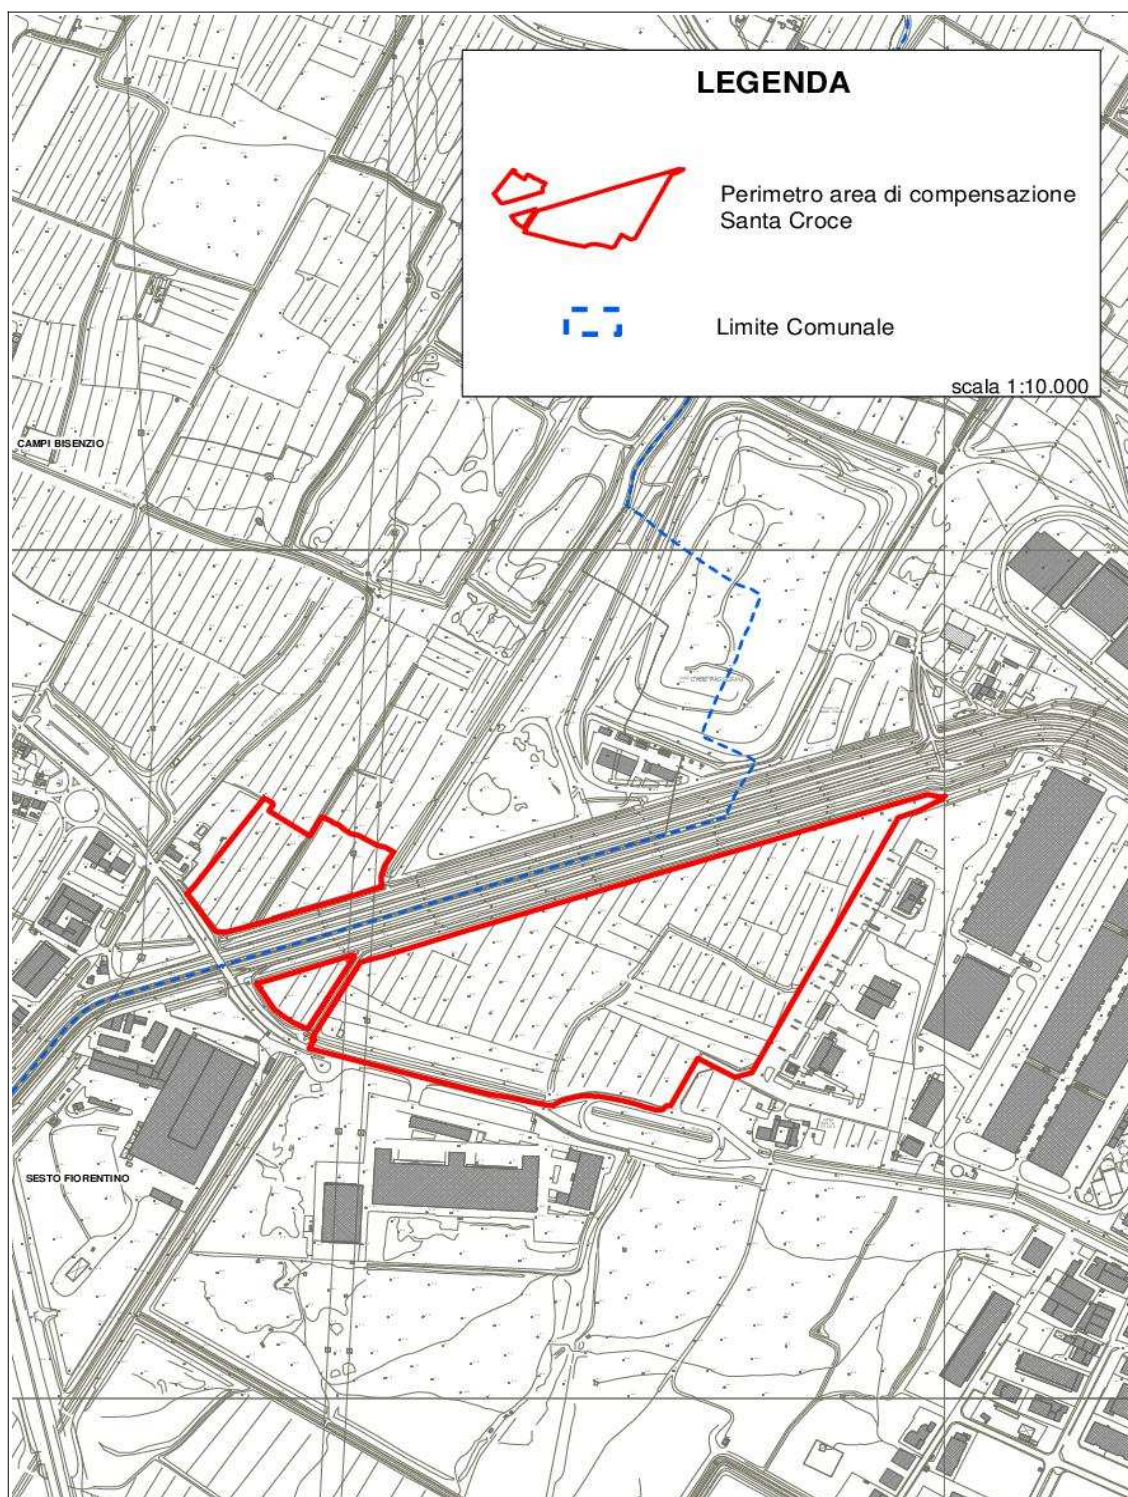 LEGENDA
Perimetro area di compensazione
Santa Croce
Limite Comunale
scala 1:10.000
CAMPI BISENZIO
SESTO FIORENTINO